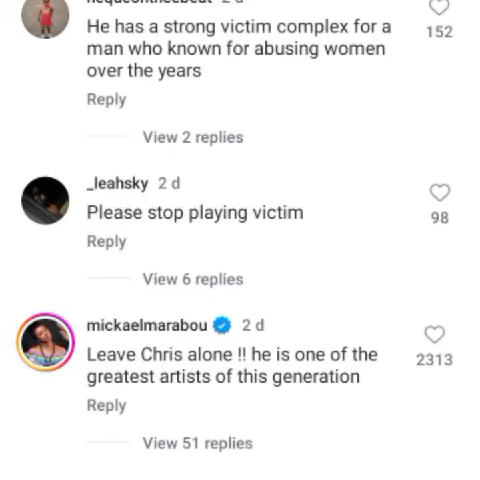 2 d
He has a strong victim complex for a
man who known for abusing women
over the years
152
Reply
View 2 replies
_leahsky 2 d
Please stop playing victim
98
Reply
View 6 replies
mickaelmarabou 2 d
Leave Chris alone !! he is one of the
greatest artists of this generation
2313
Reply
View 51 replies